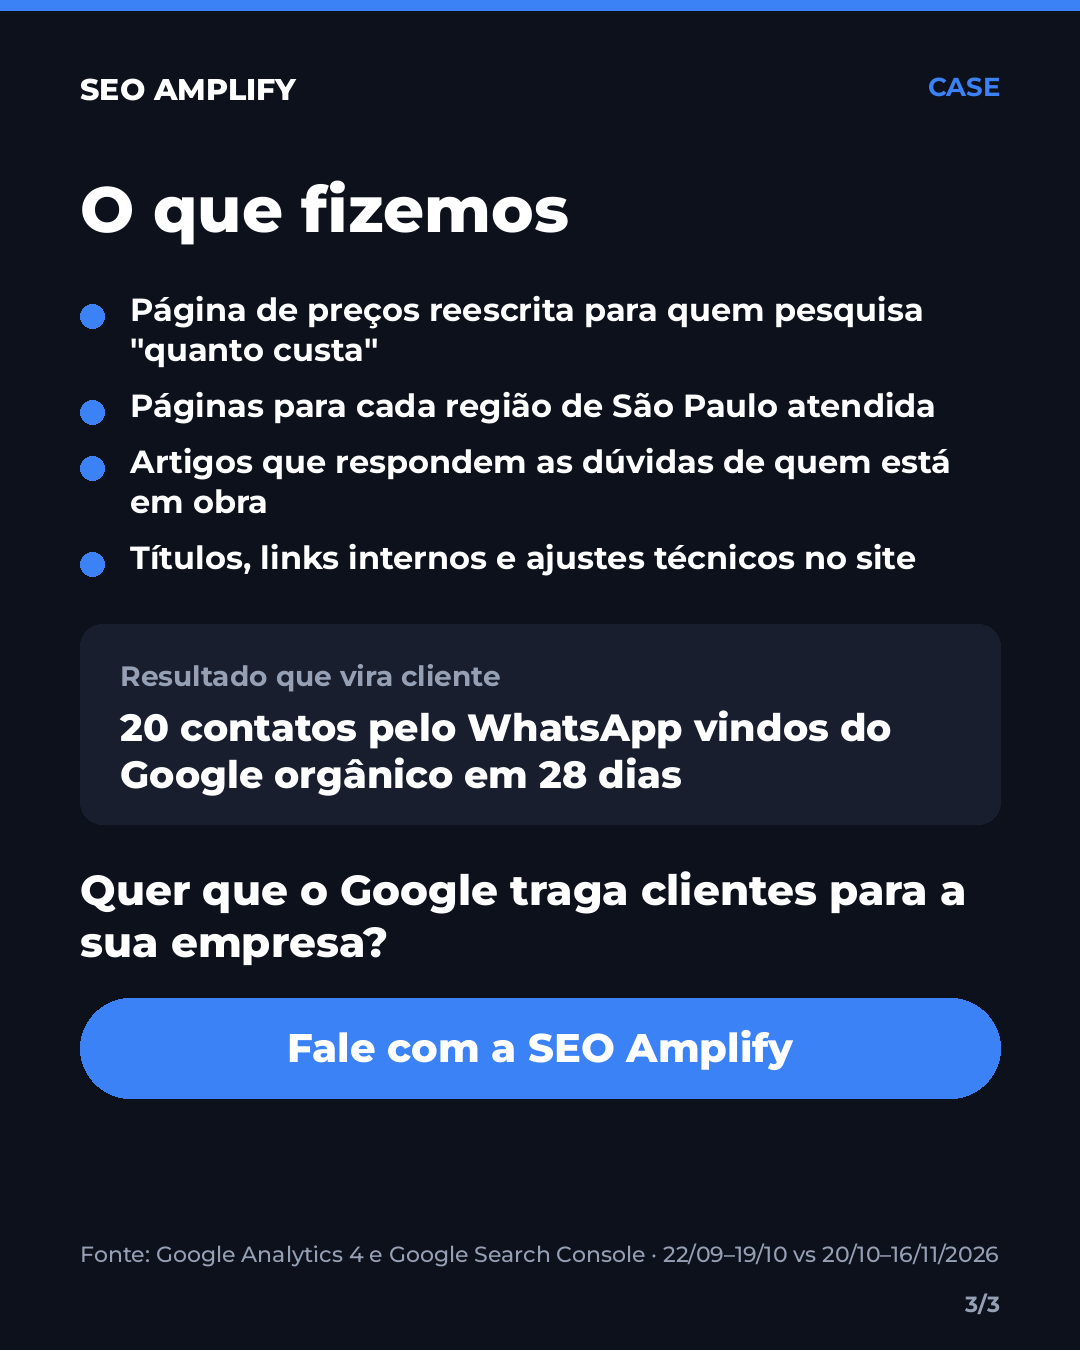 SEO AMPLIFY
CASE
O que fizemos
Página de preços reescrita para quem pesquisa
"quanto custa"
Páginas para cada região de São Paulo atendida
Artigos que respondem as dúvidas de quem está
em obra
Títulos, links internos e ajustes técnicos no site
Resultado que vira cliente
20 contatos pelo WhatsApp vindos do
Google orgânico em 28 dias
Quer que o Google traga clientes para a
sua empresa?
Fale com a SEO Amplify
Fonte: Google Analytics 4 e Google Search Console · 22/09–19/10 vs 20/10–16/11/2026
3/3